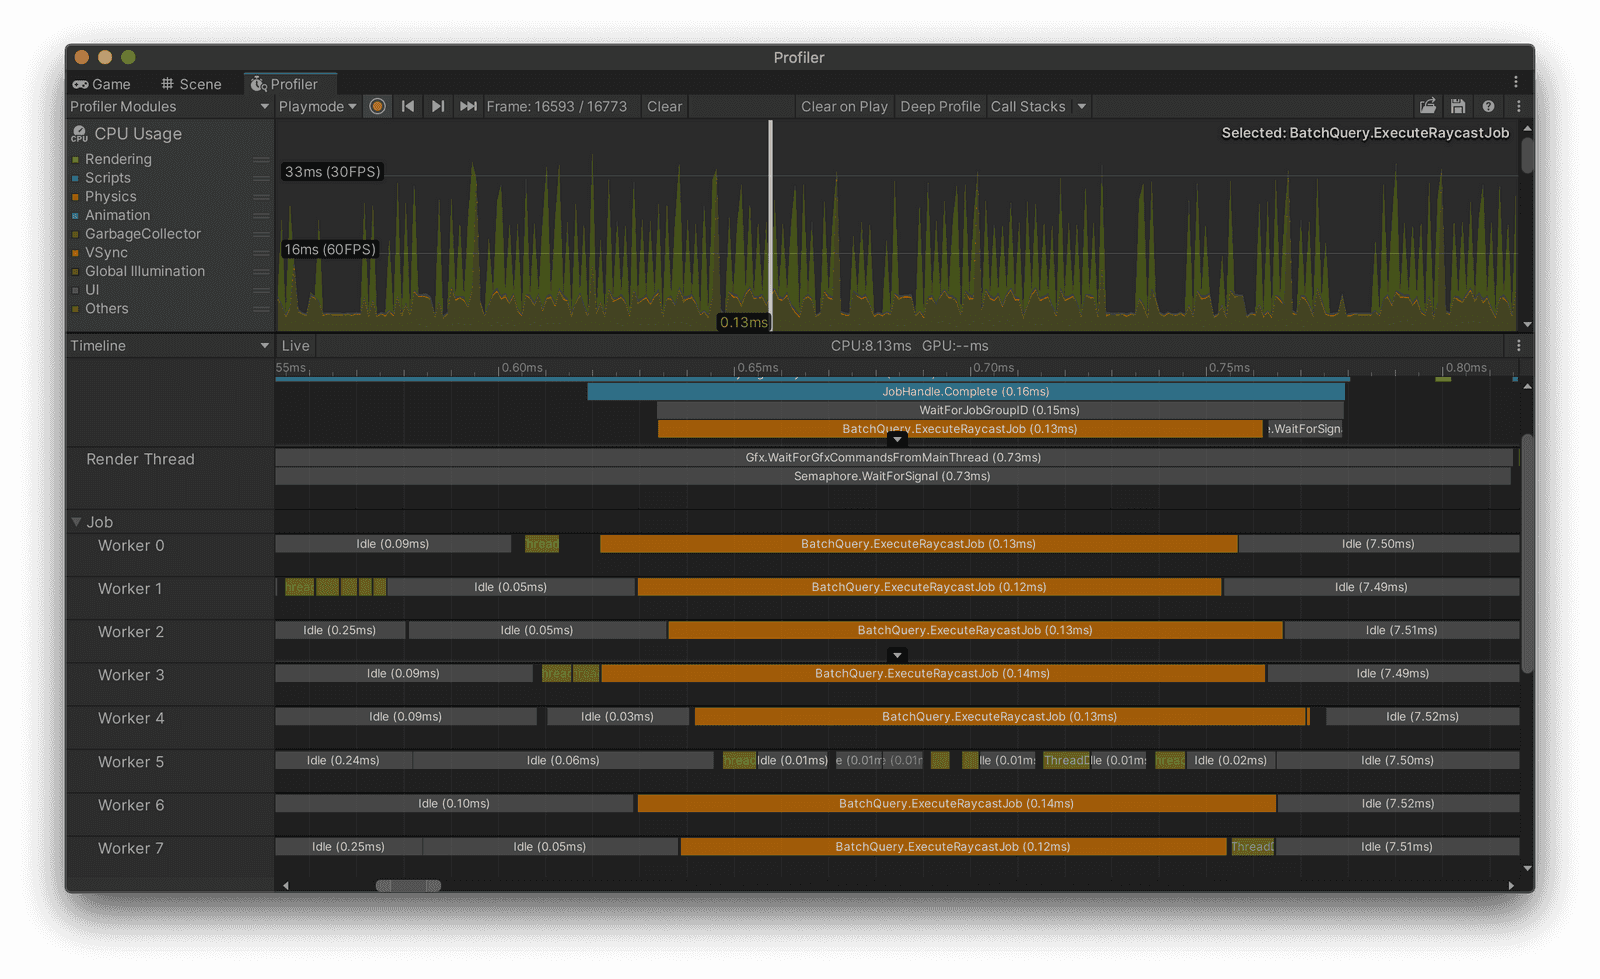 Profiler
Game Scene Profiler
Profiler Modules Playmode Frame: 16593 / 16773 Clear Clear on Play Deep Profile Call Stacks
CPU Usage
Selected: BatchQuery.ExecuteRaycastJob
Rendering
Scripts
Physics
Animation
GarbageCollector
VSync
Global Illumination
UI
Others
33ms (30FPS)
16ms (60FPS)
0.13ms
Timeline Live CPU:8.13ms GPU:--ms
55ms 0.60ms 0.65ms 0.70ms 0.75ms 0.80ms
JobHandle.Complete (0.16ms)
WaitForJobGroupID (0.15ms)
BatchQuery.ExecuteRaycastJob (0.13ms) .WaitForSign
Render Thread Gfx.WaitForGfxCommandsFromMainThread (0.73ms)
Semaphore.WaitForSignal (0.73ms)
Job
Worker 0 Idle (0.09ms) hread BatchQuery.ExecuteRaycastJob (0.13ms) Idle (7.50ms)
Worker 1 hread Idle (0.05ms) BatchQuery.ExecuteRaycastJob (0.12ms) Idle (7.49ms)
Worker 2 Idle (0.25ms) Idle (0.05ms) BatchQuery.ExecuteRaycastJob (0.13ms) Idle (7.51ms)
Worker 3 Idle (0.09ms) hread hread BatchQuery.ExecuteRaycastJob (0.14ms) Idle (7.49ms)
Worker 4 Idle (0.09ms) Idle (0.03ms) BatchQuery.ExecuteRaycastJob (0.13ms) Idle (7.52ms)
Worker 5 Idle (0.24ms) Idle (0.06ms) hread Idle (0.01ms) e (0.01m (0.01m lle (0.01ms ThreadD lle (0.01ms hread Idle (0.02ms) Idle (7.50ms)
Worker 6 Idle (0.10ms) BatchQuery.ExecuteRaycastJob (0.14ms) Idle (7.52ms)
Worker 7 Idle (0.25ms) Idle (0.05ms) BatchQuery.ExecuteRaycastJob (0.12ms) ThreadD Idle (7.51ms)